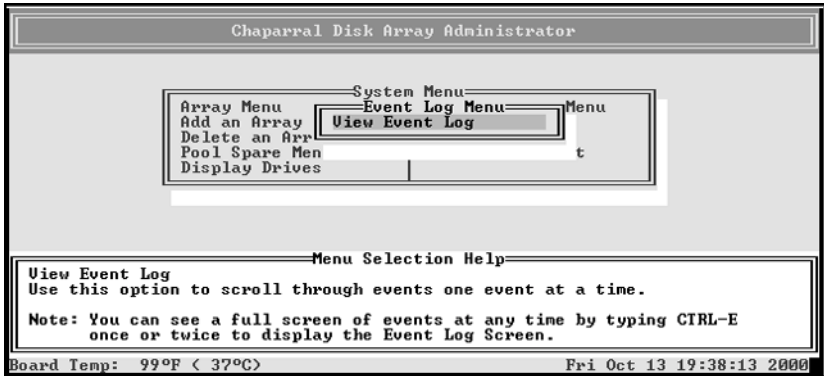 Chaparral Disk Array Administrator
System Menu
Array Menu Event Log Menu Menu
Add an Array View Event Log
Delete an Arr
Pool Spare Men t
Display Drives
Menu Selection Help
View Event Log
Use this option to scroll through events one event at a time.
Note: You can see a full screen of events at any time by typing CTRL-E
once or twice to display the Event Log Screen.
Board Temp: 99°F ( 37°C) Fri Oct 13 19:38:13 2000